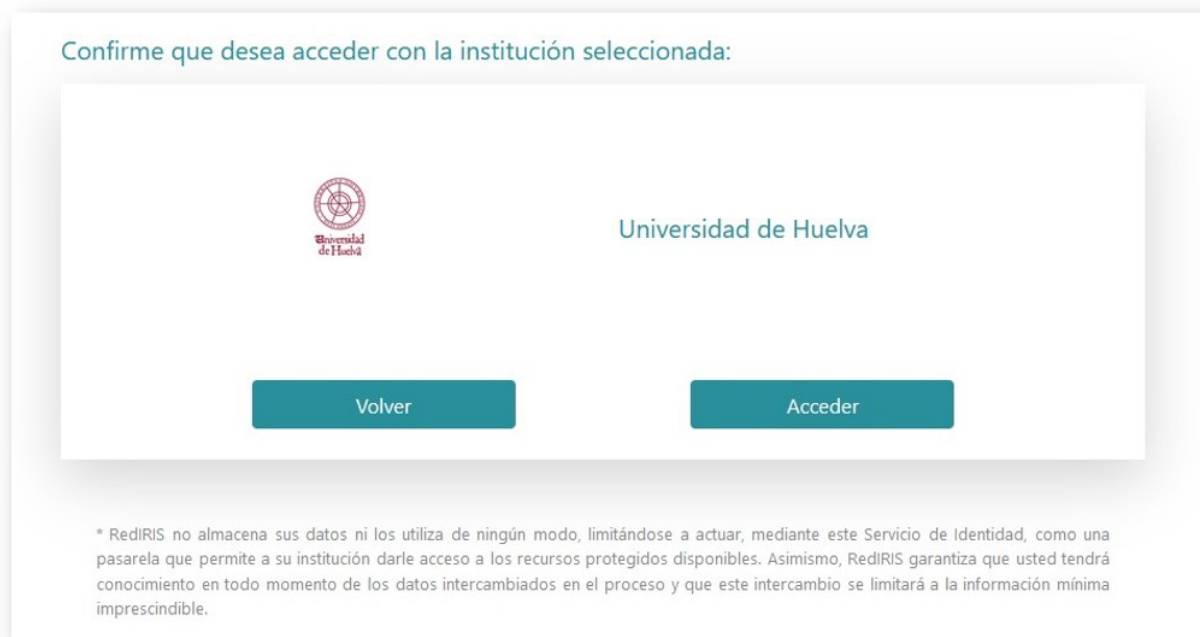 Confirme que desea acceder con la institución seleccionada:
Universidad
de Huelva
Universidad de Huelva
Volver
Acceder
* RedIRIS no almacena sus datos ni los utiliza de ningún modo, limitándose a actuar, mediante este Servicio de Identidad, como una
pasarela que permite a su institución darle acceso a los recursos protegidos disponibles. Asimismo, RedIRIS garantiza que usted tendrá
conocimiento en todo momento de los datos intercambiados en el proceso y que este intercambio se limitará a la información mínima
imprescindible.